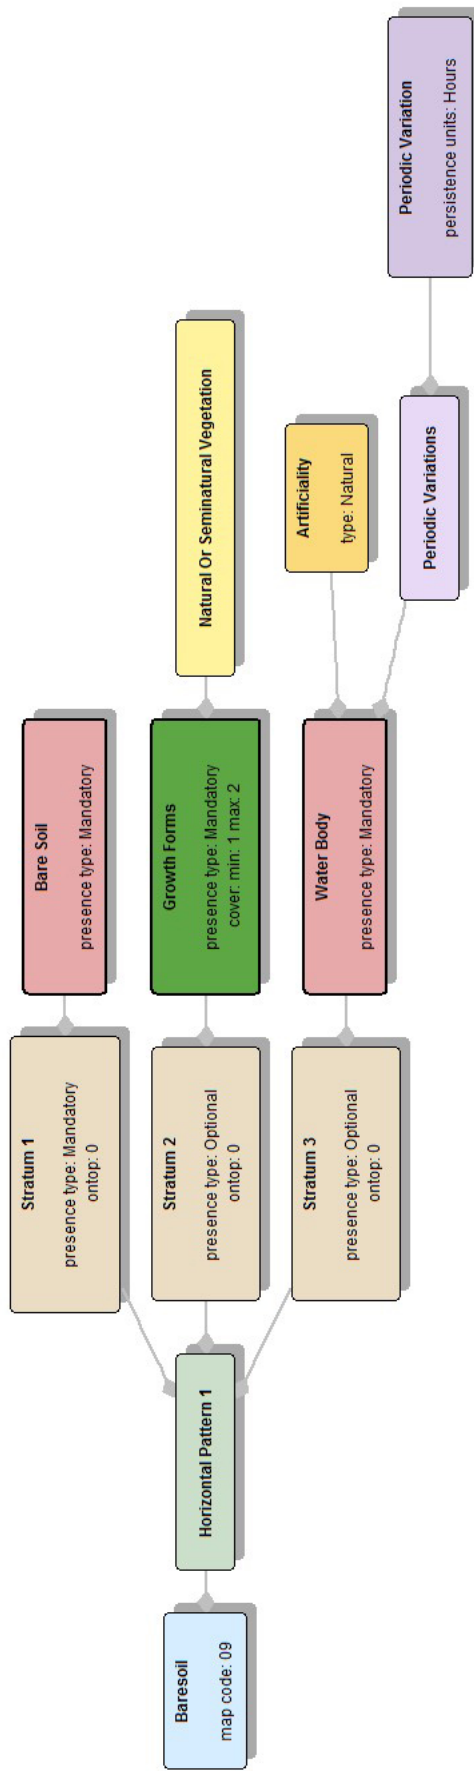 Baresoil
map code: 09
Horizontal Pattern 1
Stratum 1
presence type: Mandatory
ontop: 0
Bare Soil
presence type: Mandatory
Stratum 2
presence type: Optional
ontop: 0
Growth Forms
presence type: Mandatory
cover: min: 1 max: 2
Natural Or Seminatural Vegetation
Stratum 3
presence type: Optional
ontop: 0
Water Body
presence type: Mandatory
Artificiality
type: Natural
Periodic Variations
Periodic Variation
persistence units: Hours